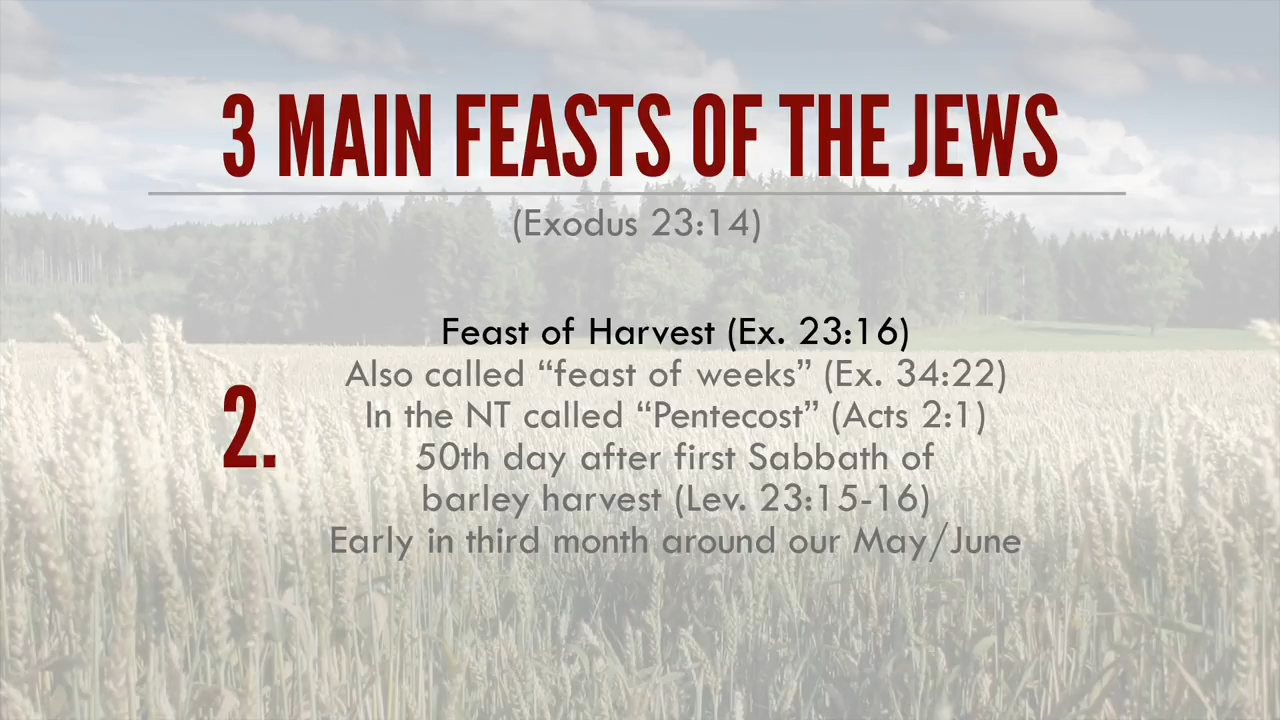 3 MAIN FEASTS OF THE JEWS
(Exodus 23:14)
2.
Feast of Harvest (Ex. 23:16)
Also called “feast of weeks” (Ex. 34:22)
In the NT called “Pentecost” (Acts 2:1)
50th day after first Sabbath of
barley harvest (Lev. 23:15-16)
Early in third month around our May/June